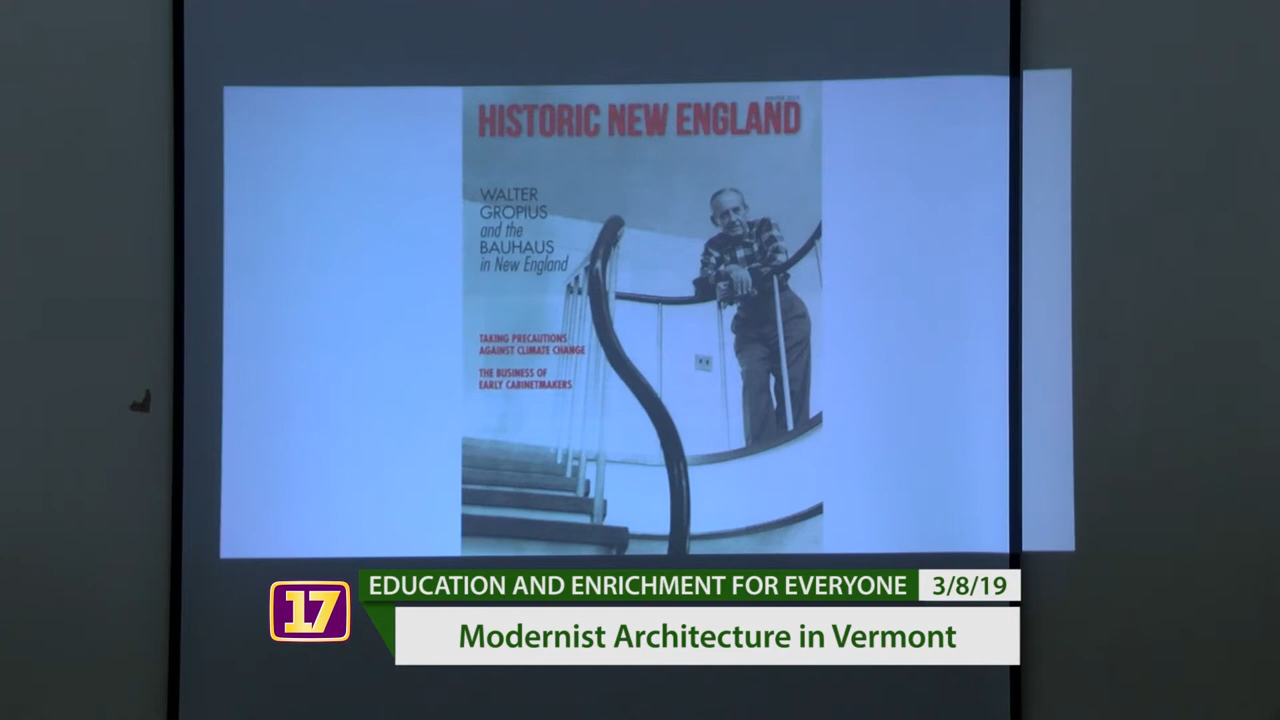 HISTORIC NEW ENGLAND
WALTER
GROPIUS
and the
BAUHAUS
in New England
TAKING PRECAUTIONS
AGAINST CLIMATE CHANGE
THE BUSINESS OF
EARLY CABINETMAKERS
17
EDUCATION AND ENRICHMENT FOR EVERYONE
3/8/19
Modernist Architecture in Vermont